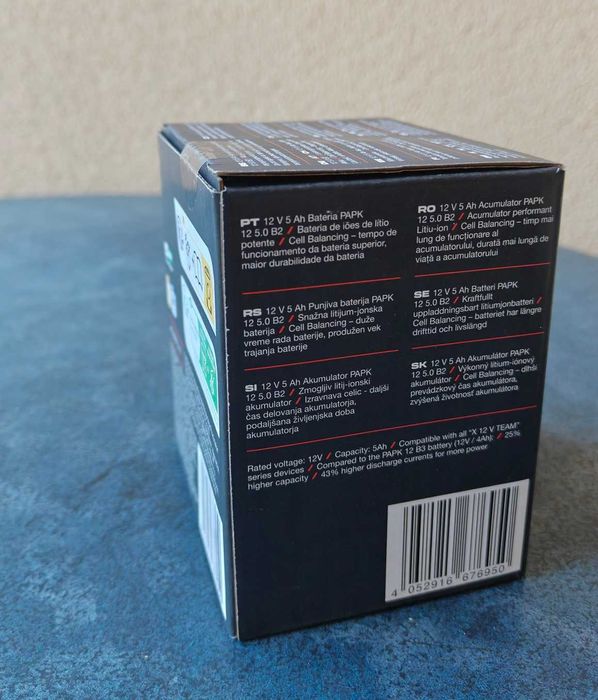 PT 12 V 5 Ah Bateria PAPK
12 5.0 B2 / Bateria de iões de lítio
potente / Cell Balancing – tempo de
funcionamento da bateria superior,
maior durabilidade da bateria
RO 12 V 5 Ah Acumulator PAPK
12 5.0 B2 / Acumulator performant
Litiu-ion / Cell Balancing – timp mai
lung de funcționare al
acumulatorului, durată mai lungă de
viață a acumulatorului
RS 12 V 5 Ah Punjiva baterija PAPK
12 5.0 B2 / Snažna litijum-jonska
baterija / Cell Balancing – duže
vreme rada baterije, produžen vek
trajanja baterije
SE 12 V 5 Ah Batteri PAPK
12 5.0 B2 / Kraftfullt
uppladdningsbart litiumjonbatteri /
Cell Balancing – batteriet har längre
drifttid och livslängd
SI 12 V 5 Ah Akumulator PAPK
12 5.0 B2 / Zmogljiv litij-ionski
akumulator / Izravnava celic - daljši
čas delovanja akumulatorja,
podaljšana življenjska doba
akumulatorja
SK 12 V 5 Ah Akumulátor PAPK
12 5.0 B2 / Výkonný lítium-iónový
akumulátor / Cell Balancing – dlhší
prevádzkový čas akumulátora,
zvýšená životnosť akumulátora
Rated voltage: 12V / Capacity: 5Ah / Compatible with all "X 12 V TEAM"
series devices / Compared to the PAPK 12 B3 battery (12V / 4Ah): / 25%
higher capacity / 43% higher discharge currents for more power
4 052916 676950